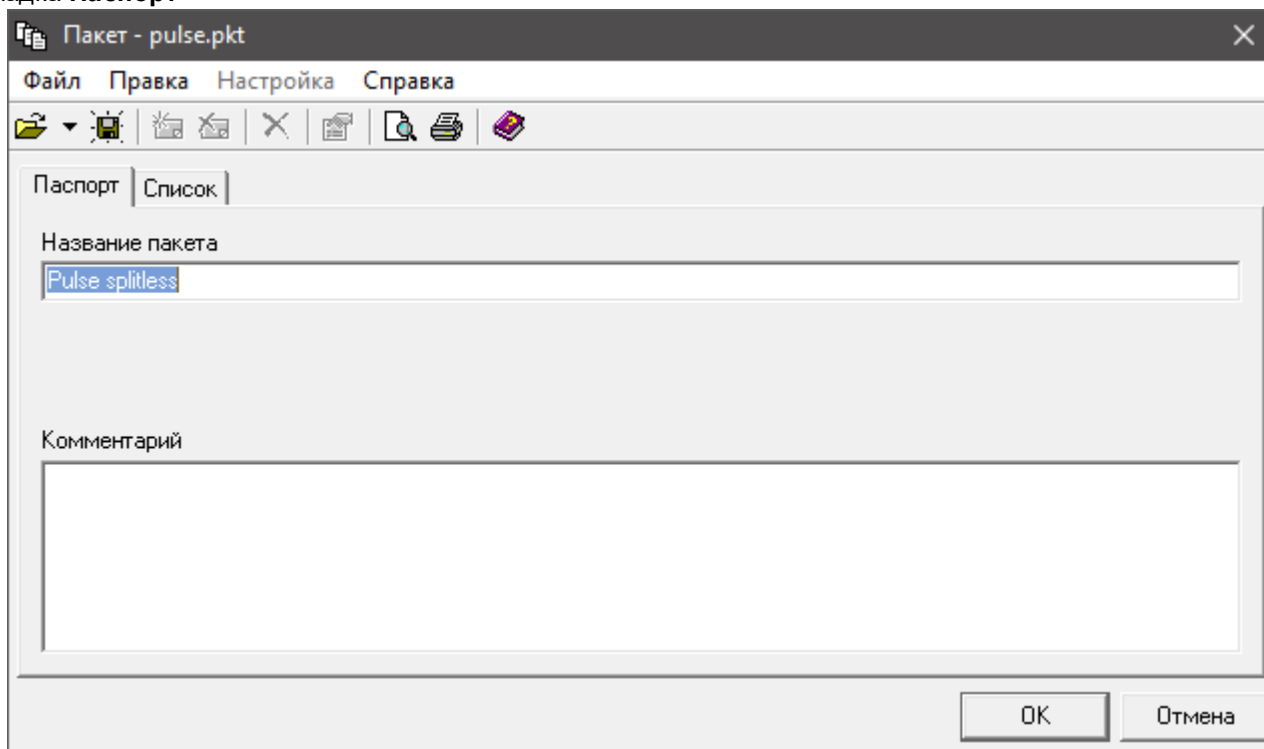 Пакет - pulse.pkt
Файл Правка Настройка Справка
Паспорт Список
Название пакета
Pulse splitless
Комментарий
OK Отмена